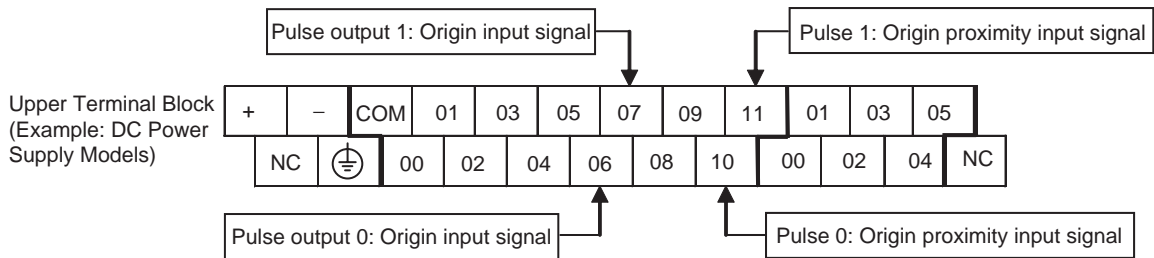 Pulse output 1: Origin input signal
Pulse 1: Origin proximity input signal
Upper Terminal Block
(Example: DC Power
Supply Models)
+ − COM 01 03 05 07 09 11 01 03 05
NC 00 02 04 06 08 10 00 02 04 NC
Pulse output 0: Origin input signal
Pulse 0: Origin proximity input signal